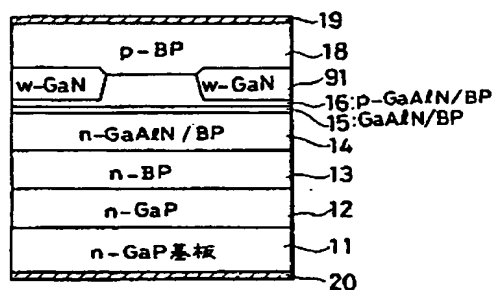 19
p-BP
18
w-GaN
w-GaN
91
16:p-GaAlN/BP
15:GaAlN/BP
n-GaAlN/BP
14
n-BP
13
n-GaP
12
n-GaP基板
11
20